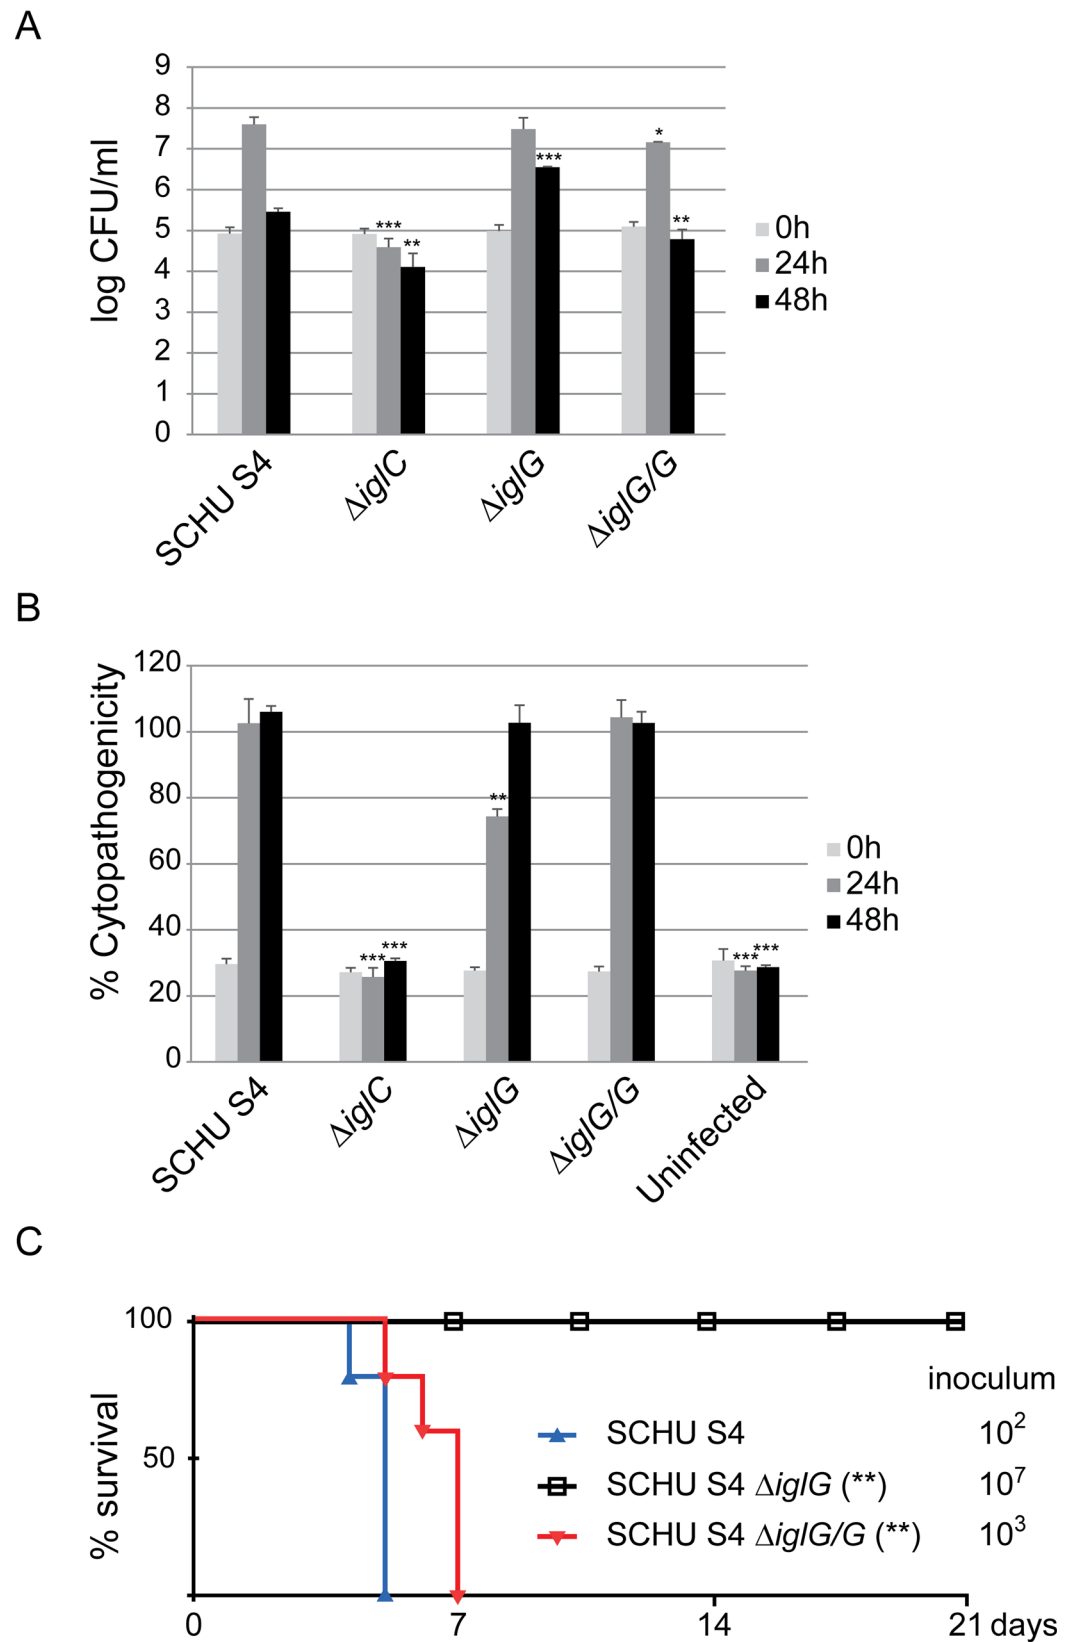 A
9
8
7
6
5
4
3
2
1
0
log CFU/ml
***
**
***
*
**
0h
24h
48h
SCHU S4
ΔiglC
ΔiglG
ΔiglG/G
B
120
100
80
60
40
20
0
% Cytopathogenicity
***
***
**
***
***
0h
24h
48h
SCHU S4
ΔiglC
ΔiglG
ΔiglG/G
Uninfected
C
100
50
% survival
inoculum
SCHU S4 10²
SCHU S4 ΔiglG (**) 10⁷
SCHU S4 ΔiglG/G (**) 10³
0 7 14 21 days